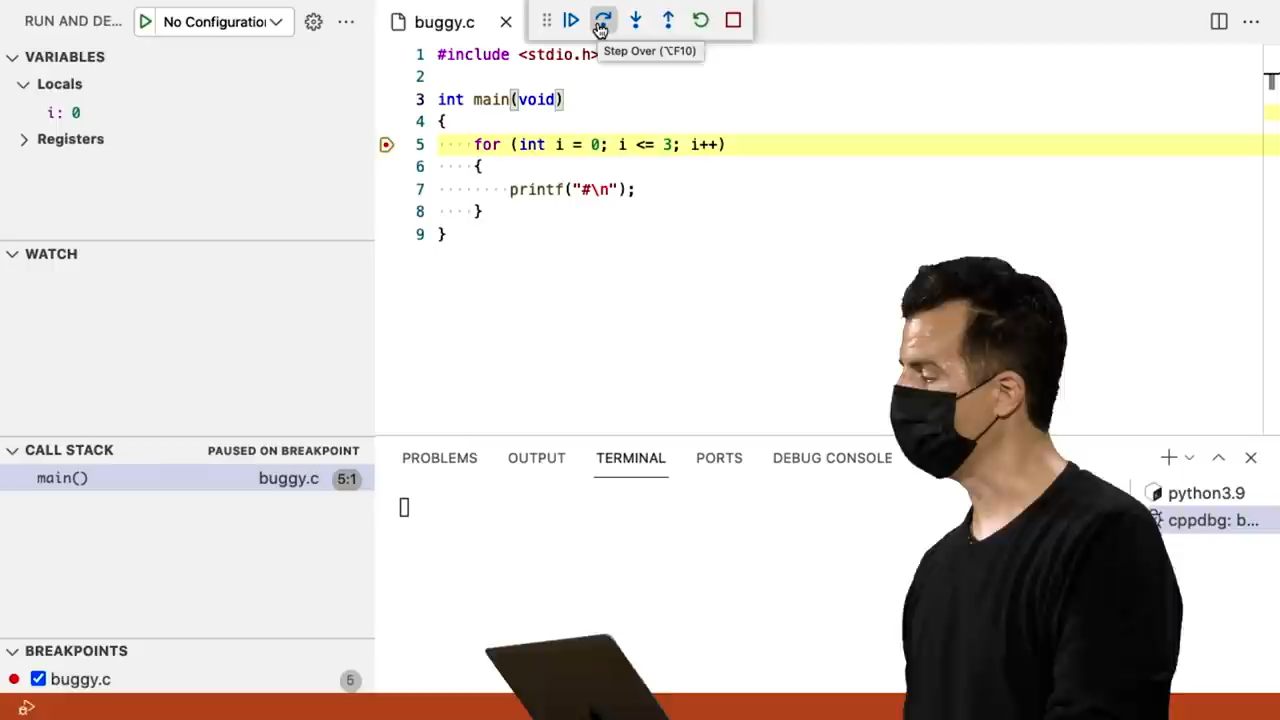 RUN AND DE...
No Configuration
buggy.c
Step Over (⌥F10)
VARIABLES
Locals
i: 0
Registers
WATCH
CALL STACK
PAUSED ON BREAKPOINT
main()
buggy.c
5:1
BREAKPOINTS
buggy.c
5
1 #include <stdio.h>
2
3 int main(void)
4 {
5 for (int i = 0; i <= 3; i++)
6 {
7 printf("#\n");
8 }
9 }
PROBLEMS OUTPUT TERMINAL PORTS DEBUG CONSOLE
python3.9
cppdbg: b...